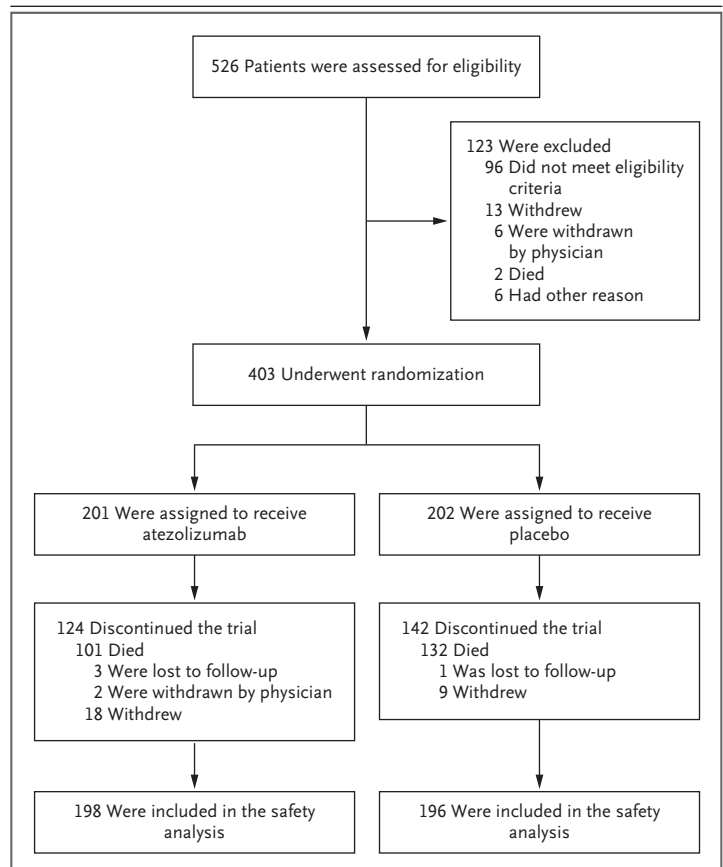 526 Patients were assessed for eligibility
123 Were excluded
96 Did not meet eligibility
criteria
13 Withdrew
6 Were withdrawn
by physician
2 Died
6 Had other reason
403 Underwent randomization
201 Were assigned to receive
atezolizumab
202 Were assigned to receive
placebo
124 Discontinued the trial
101 Died
3 Were lost to follow-up
2 Were withdrawn by physician
18 Withdrew
142 Discontinued the trial
132 Died
1 Was lost to follow-up
9 Withdrew
198 Were included in the safety
analysis
196 Were included in the safety
analysis